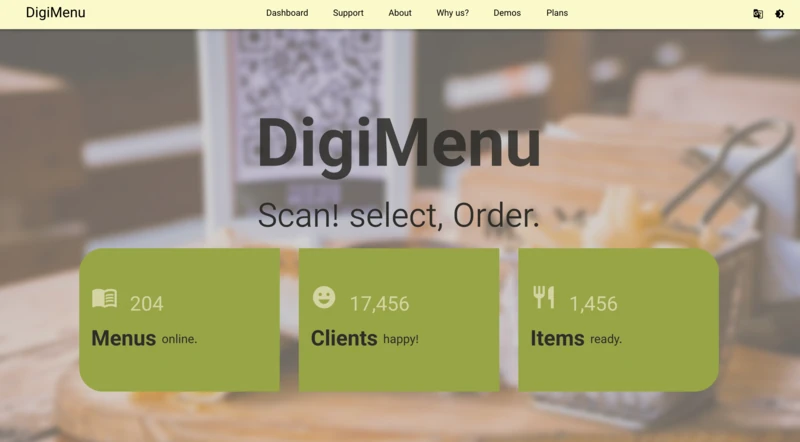 DigiMenu
Dashboard Support About Why us? Demos Plans
DigiMenu
Scan! select, Order.
204
Menus online.
17,456
Clients happy!
1,456
Items ready.